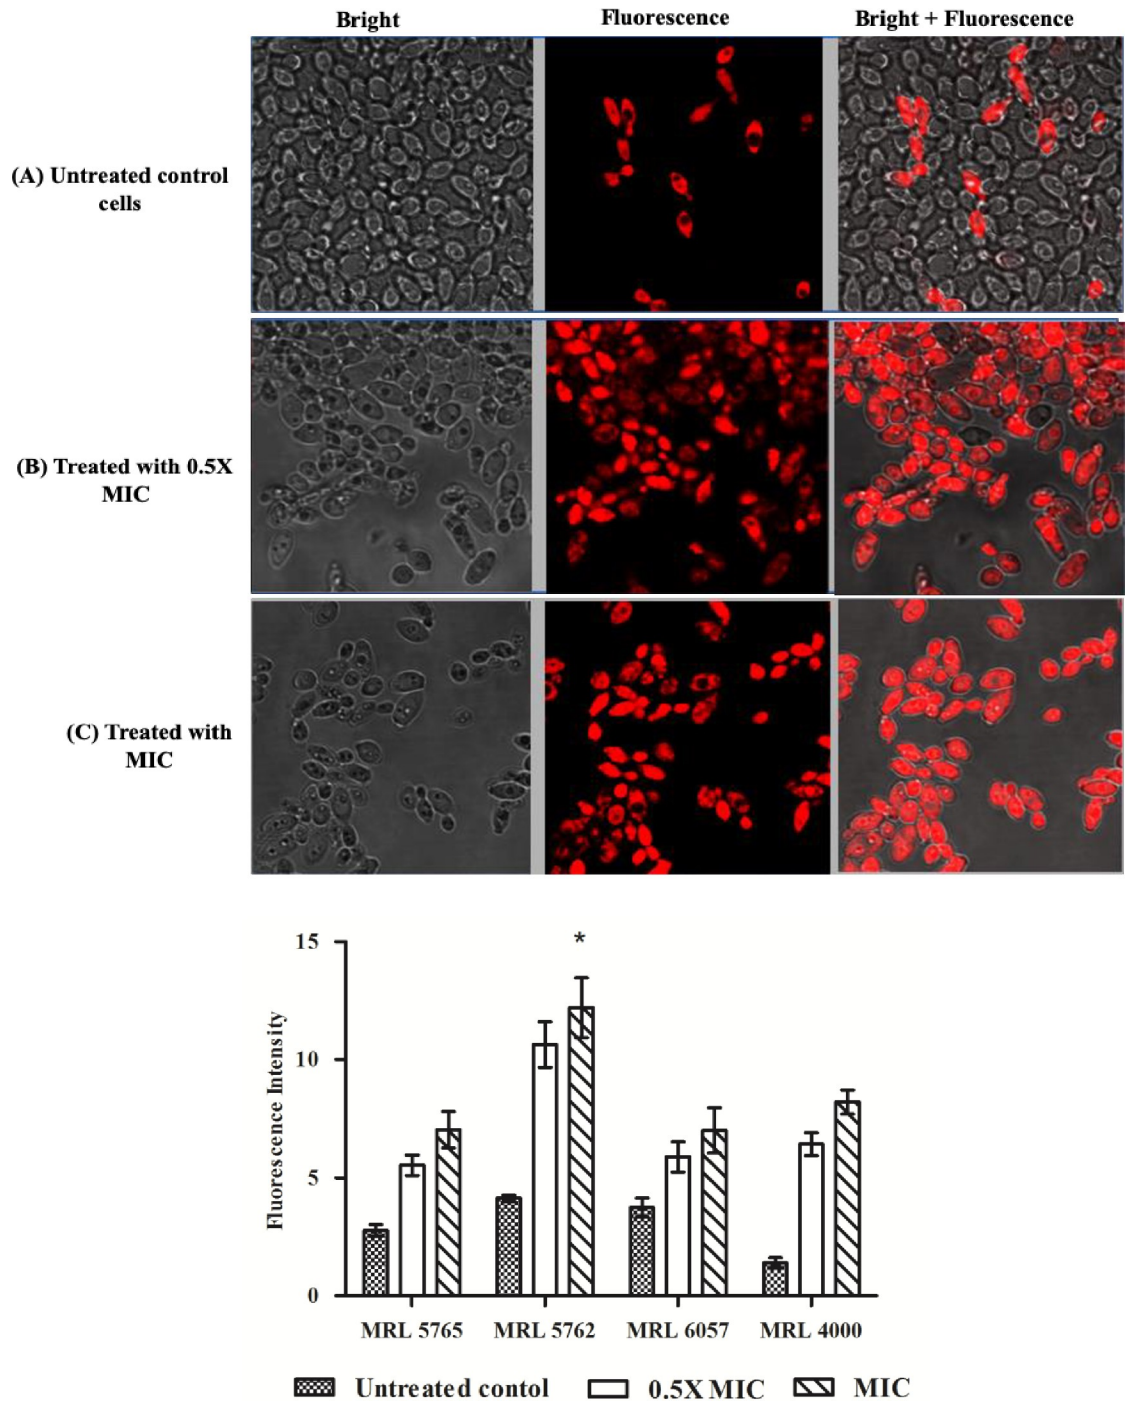 Bright
Fluorescence
Bright + Fluorescence
(A) Untreated control
cells
(B) Treated with 0.5X
MIC
(C) Treated with
MIC
15
*
10
5
0
Fluorescence Intensity
MRL 5765
MRL 5762
MRL 6057
MRL 4000
Untreated contol
0.5X MIC
MIC